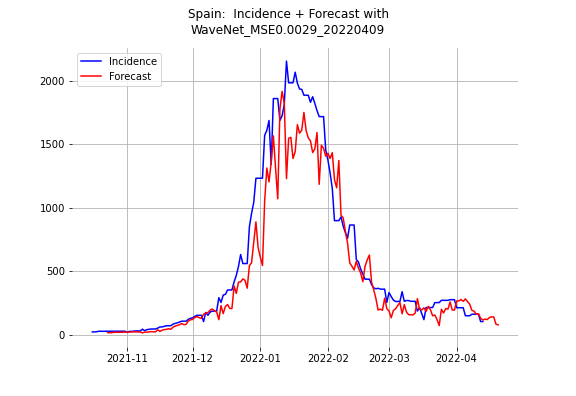 Spain:  Incidence + Forecast with
WaveNet_MSE0.0029_20220409
Incidence
Forecast
2000
1500
1000
500
0
2021-11
2021-12
2022-01
2022-02
2022-03
2022-04